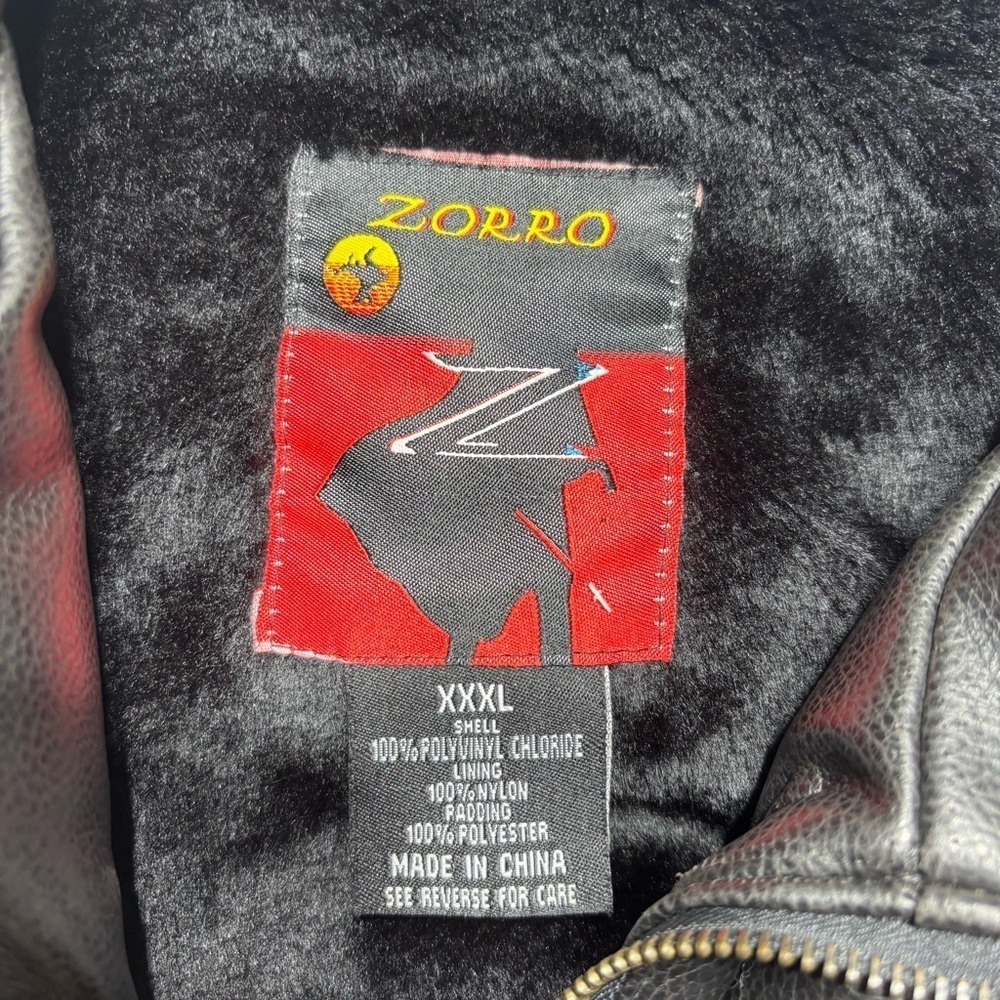 ZORRO
Z
XXXL
SHELL
100% POLYVINYL CHLORIDE
LINING
100% NYLON
PADDING
100% POLYESTER
MADE IN CHINA
SEE REVERSE FOR CARE